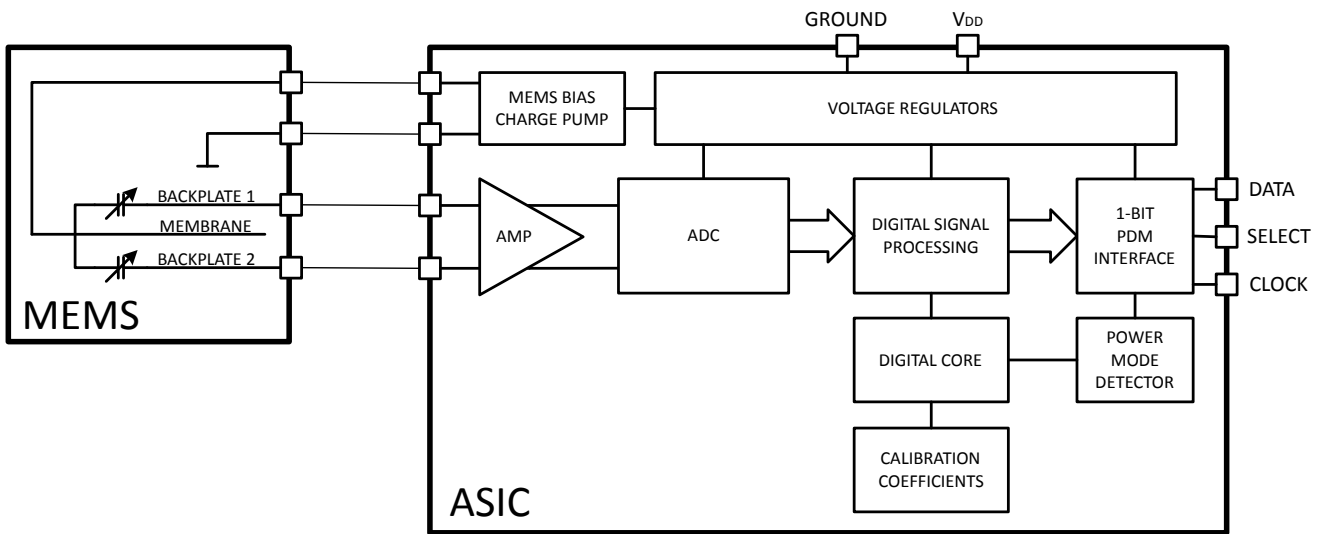 GROUND
VDD
MEMS BIAS
CHARGE PUMP
VOLTAGE REGULATORS
BACKPLATE 1
MEMBRANE
BACKPLATE 2
MEMS
AMP
ADC
DIGITAL SIGNAL
PROCESSING
1-BIT
PDM
INTERFACE
DATA
SELECT
CLOCK
DIGITAL CORE
POWER
MODE
DETECTOR
CALIBRATION
COEFFICIENTS
ASIC